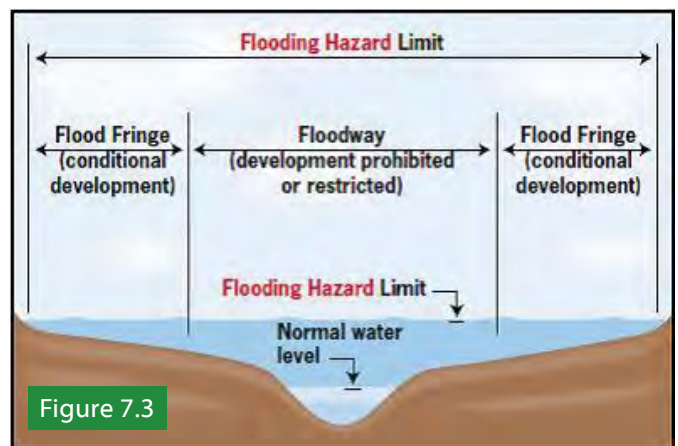 Flooding Hazard Limit
Flood Fringe
(conditional
development)
Floodway
(development prohibited
or restricted)
Flood Fringe
(conditional
development)
Flooding Hazard Limit
Normal water
level
Figure 7.3